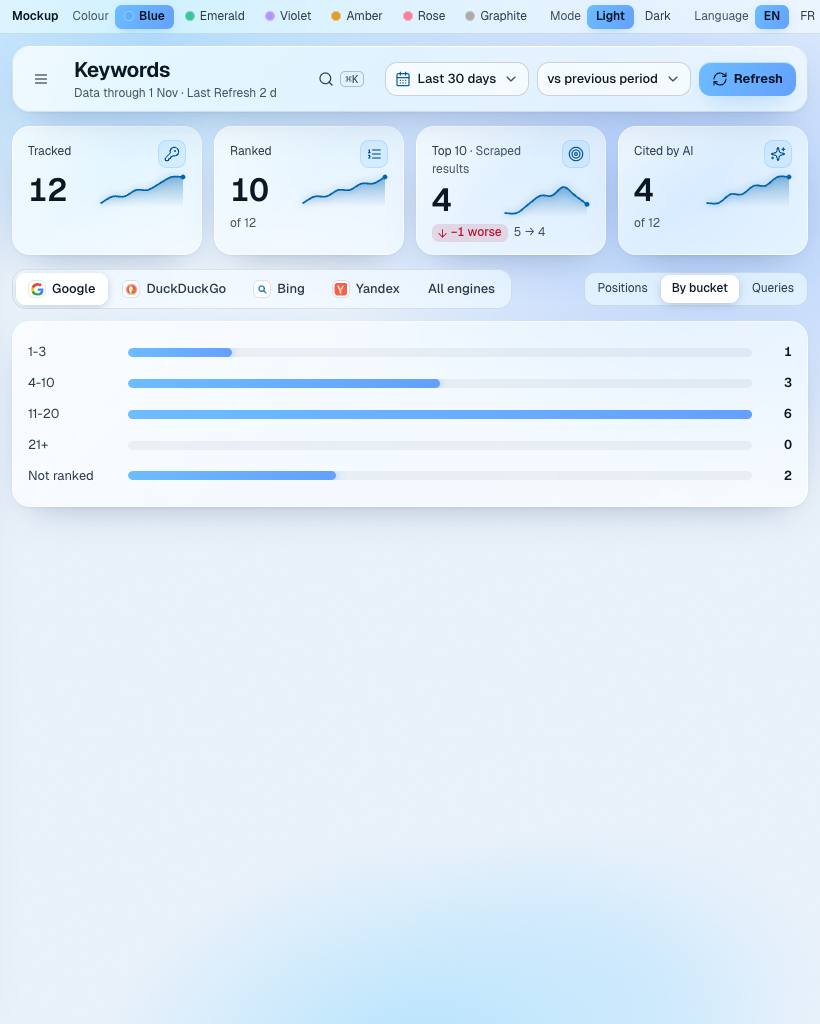 Mockup Colour Blue Emerald Violet Amber Rose Graphite Mode Light Dark Language EN FR
Keywords
Data through 1 Nov · Last Refresh 2 d
⌘K
Last 30 days
vs previous period
Refresh
Tracked
12
Ranked
10
of 12
Top 10 · Scraped
results
4
↓ −1 worse 5 → 4
Cited by AI
4
of 12
Google DuckDuckGo Bing Yandex All engines
Positions By bucket Queries
1-3 1
4-10 3
11-20 6
21+ 0
Not ranked 2